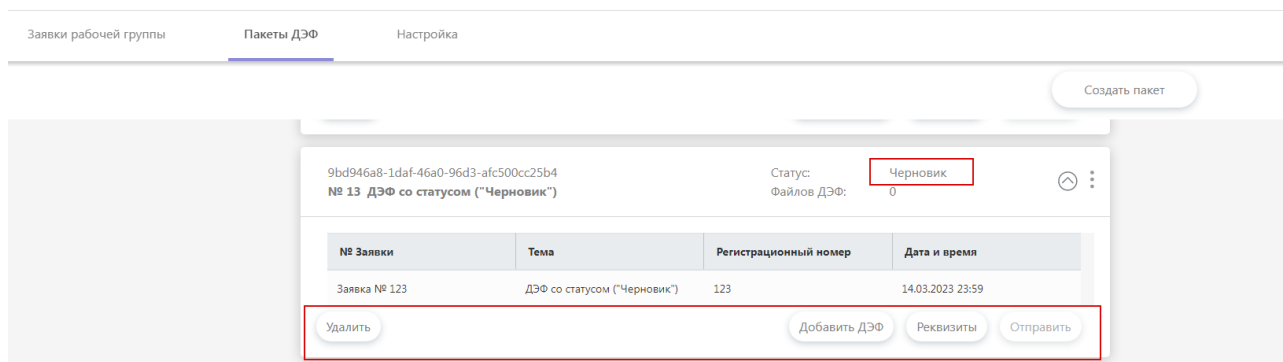 Заявки рабочей группы Пакеты ДЭФ Настройка
Создать пакет
9bd946a8-1daf-46a0-96d3-afc500cc25b4 Статус: Черновик
№ 13 ДЭФ со статусом ("Черновик") Файлов ДЭФ: 0
№ Заявки Тема Регистрационный номер Дата и время
Заявка № 123 ДЭФ со статусом ("Черновик") 123 14.03.2023 23:59
Удалить Добавить ДЭФ Реквизиты Отправить